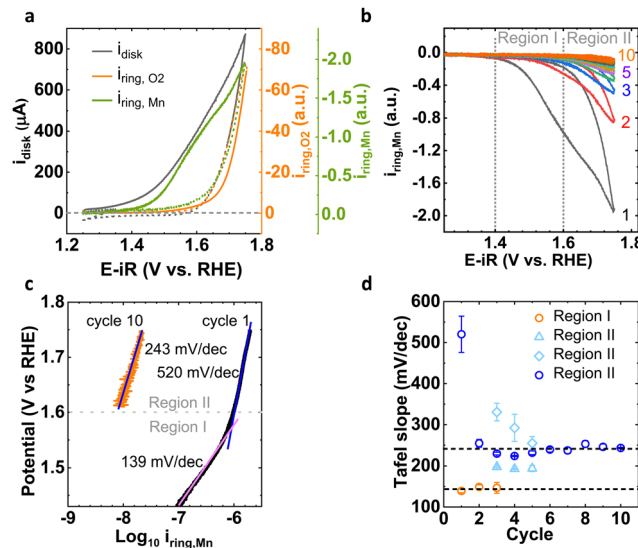 a
i_disk
i_ring, O2
i_ring, Mn
i_disk (µA)
800
600
400
200
0
1.2 1.4 1.6 1.8
E-iR (V vs. RHE)
-80
-60
-40
-20
0
i_ring,O2 (a.u.)
-2.0
-1.5
-1.0
-0.5
0.0
i_ring,Mn (a.u.)
b
Region I Region II
10
5
3
2
1
i_ring,Mn (a.u.)
0.0
-0.4
-0.8
-1.2
-1.6
-2.0
1.4 1.6 1.8
E-iR (V vs. RHE)
c
cycle 10 cycle 1
243 mV/dec
520 mV/dec
Region II
Region I
139 mV/dec
Potential (V vs RHE)
1.8
1.7
1.6
1.5
-9 -8 -7 -6
Log10 i_ring,Mn
d
Region I
Region II
Region II
Region II
Tafel slope (mV/dec)
600
500
400
300
200
100
0 2 4 6 8 10
Cycle